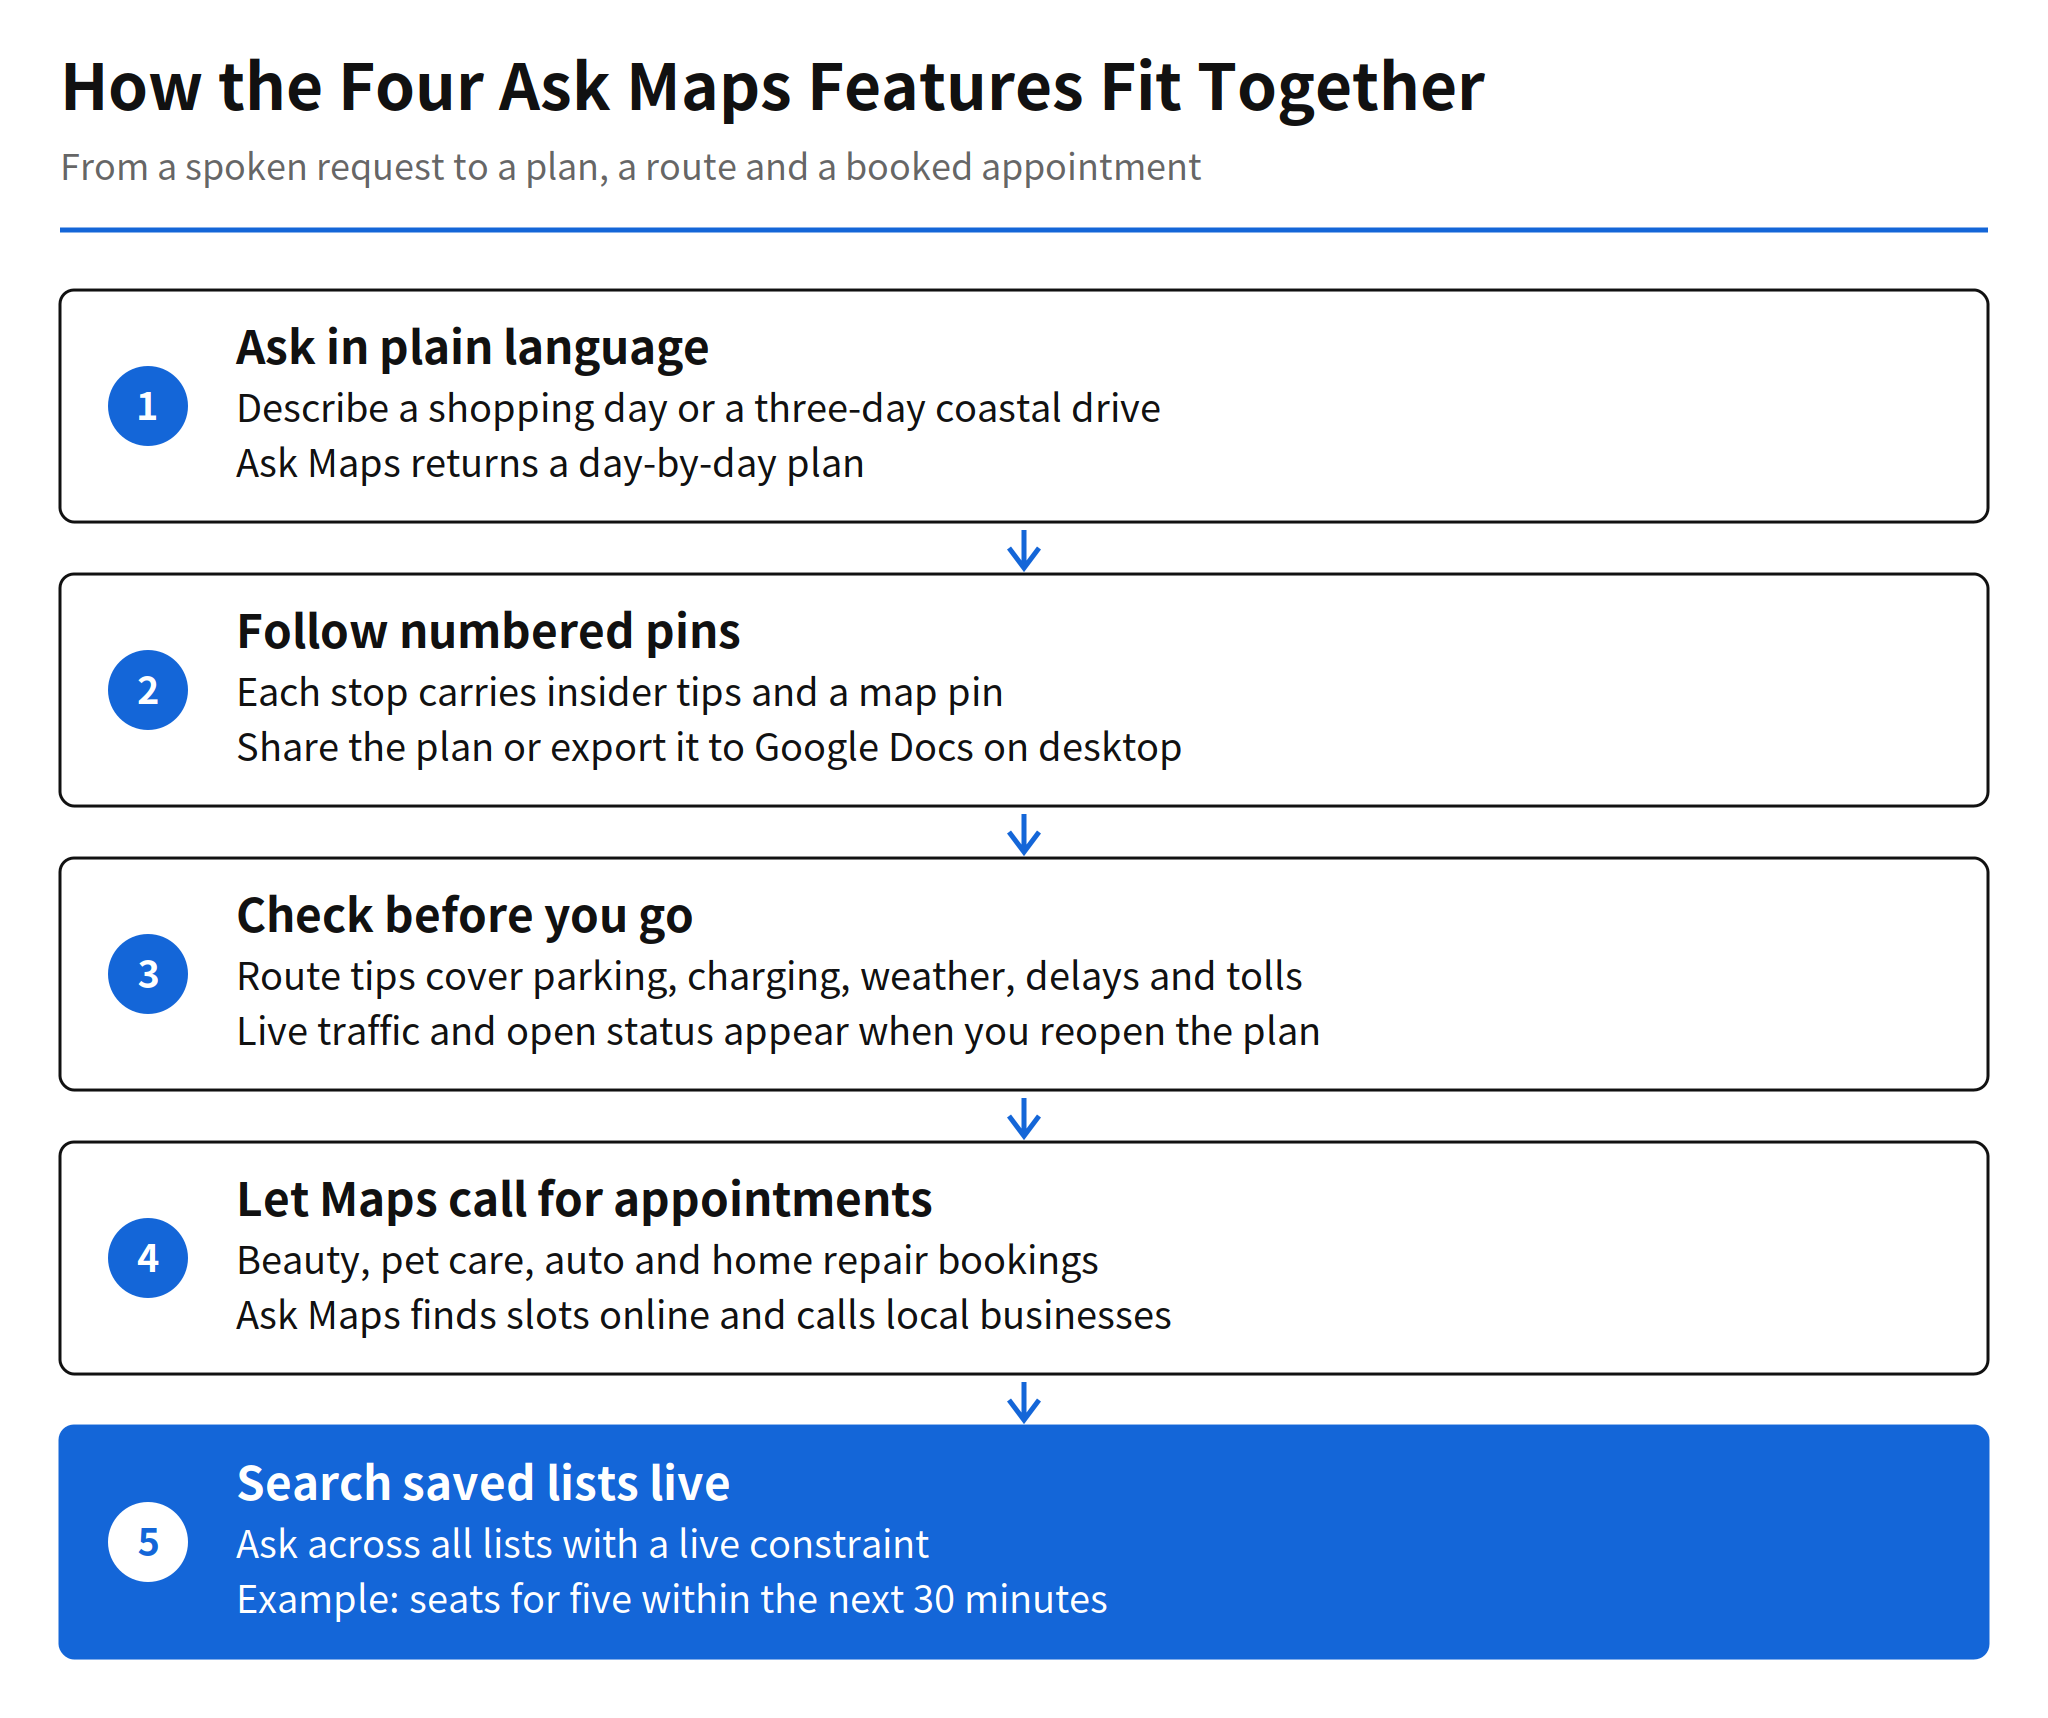 How the Four Ask Maps Features Fit Together
From a spoken request to a plan, a route and a booked appointment
1
Ask in plain language
Describe a shopping day or a three-day coastal drive
Ask Maps returns a day-by-day plan
2
Follow numbered pins
Each stop carries insider tips and a map pin
Share the plan or export it to Google Docs on desktop
3
Check before you go
Route tips cover parking, charging, weather, delays and tolls
Live traffic and open status appear when you reopen the plan
4
Let Maps call for appointments
Beauty, pet care, auto and home repair bookings
Ask Maps finds slots online and calls local businesses
5
Search saved lists live
Ask across all lists with a live constraint
Example: seats for five within the next 30 minutes